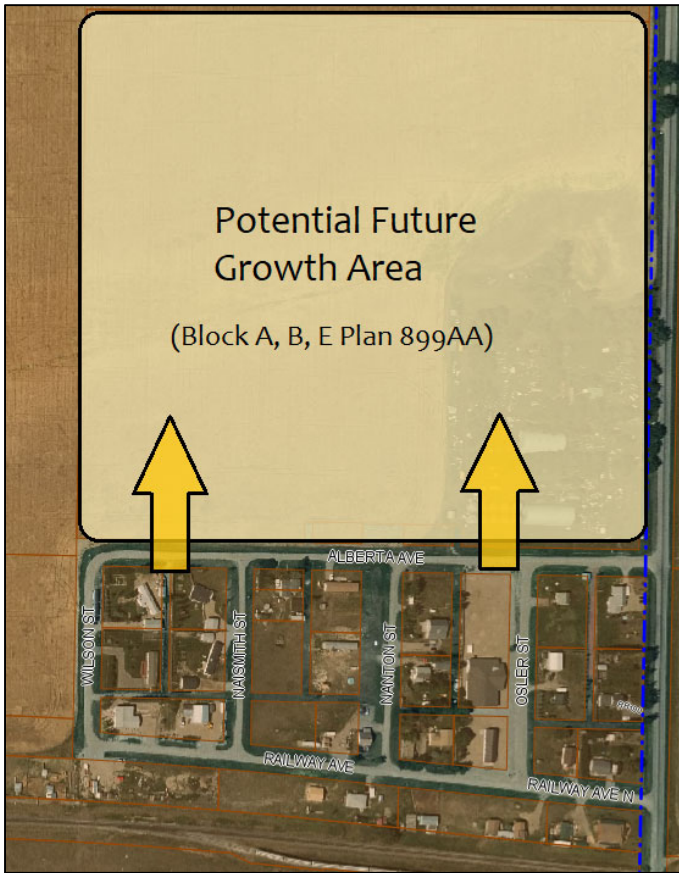 Potential Future
Growth Area
(Block A, B, E Plan 899AA)
ALBERTA AVE
WILSON ST
NAISMITH ST
NANTON ST
OSLER ST
RAILWAY AVE
RAILWAY AVE N